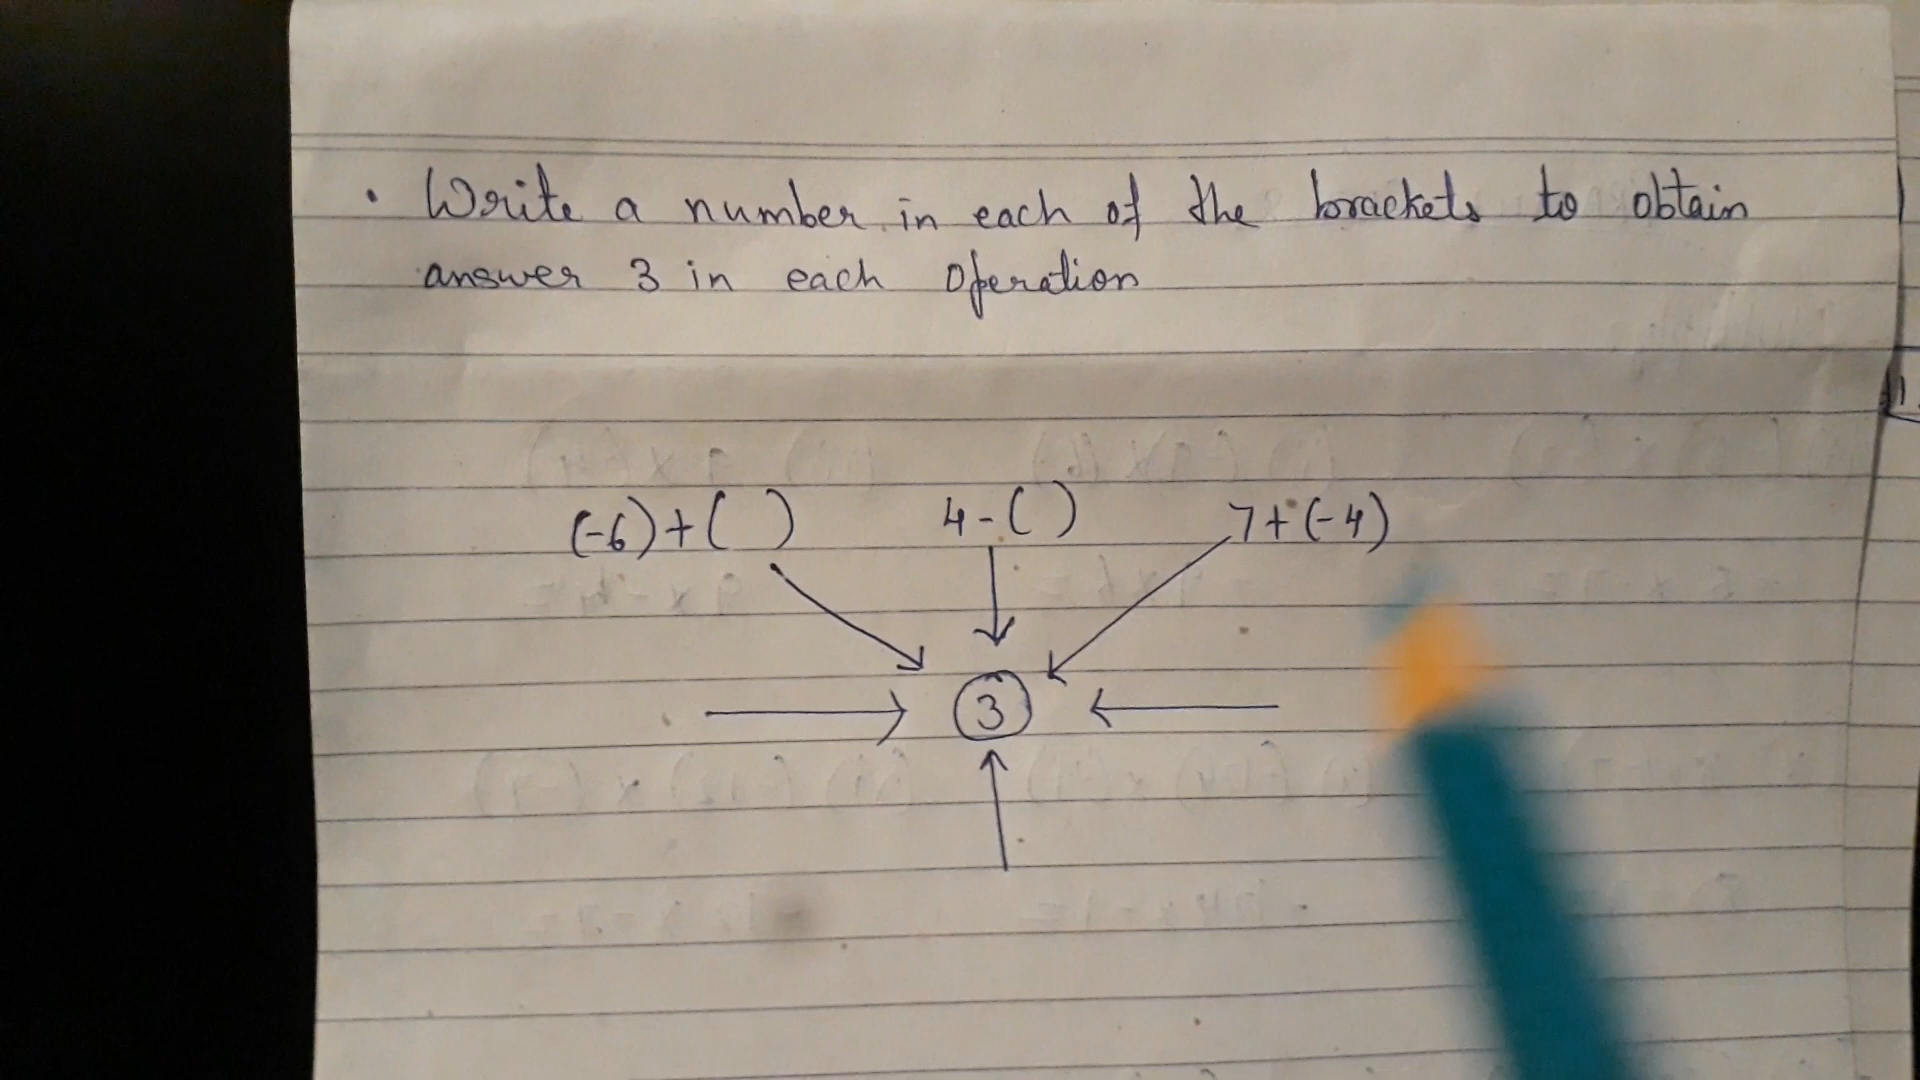 . Write a number in each of the brackets to obtain
answer 3 in each operation
(-6)+( ) 4-( ) 7+(-4)
3